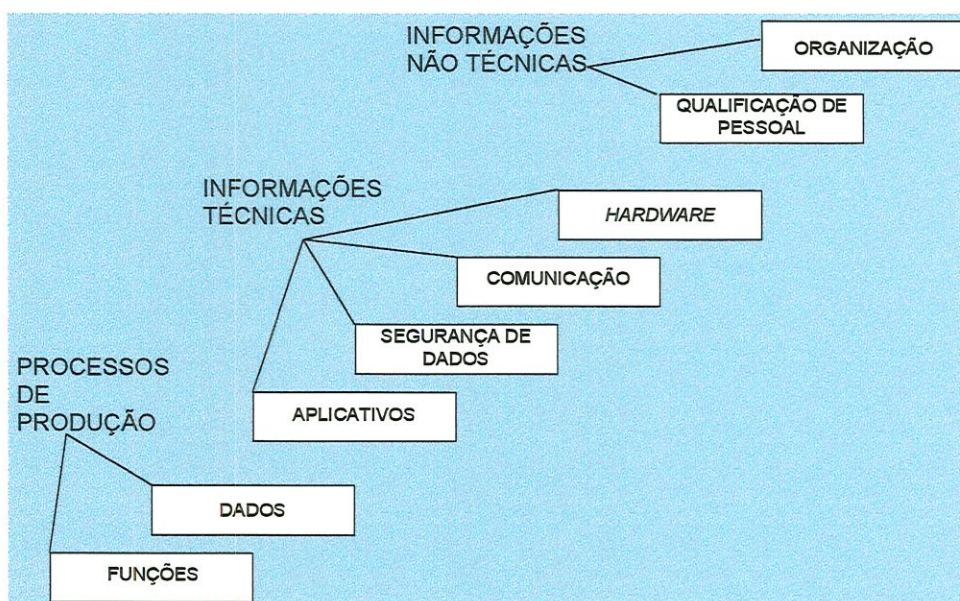 INFORMAÇÕES
NÃO TÉCNICAS
ORGANIZAÇÃO
QUALIFICAÇÃO DE
PESSOAL
INFORMAÇÕES
TÉCNICAS
HARDWARE
COMUNICAÇÃO
SEGURANÇA DE
DADOS
APLICATIVOS
PROCESSOS
DE
PRODUÇÃO
DADOS
FUNÇÕES